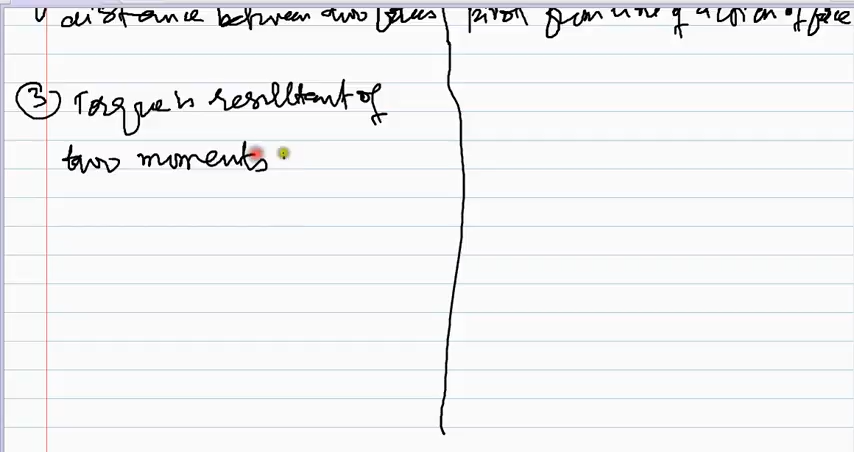 distance between two forces
pivot from line of action of force
③ Torque is resultant of
two moments